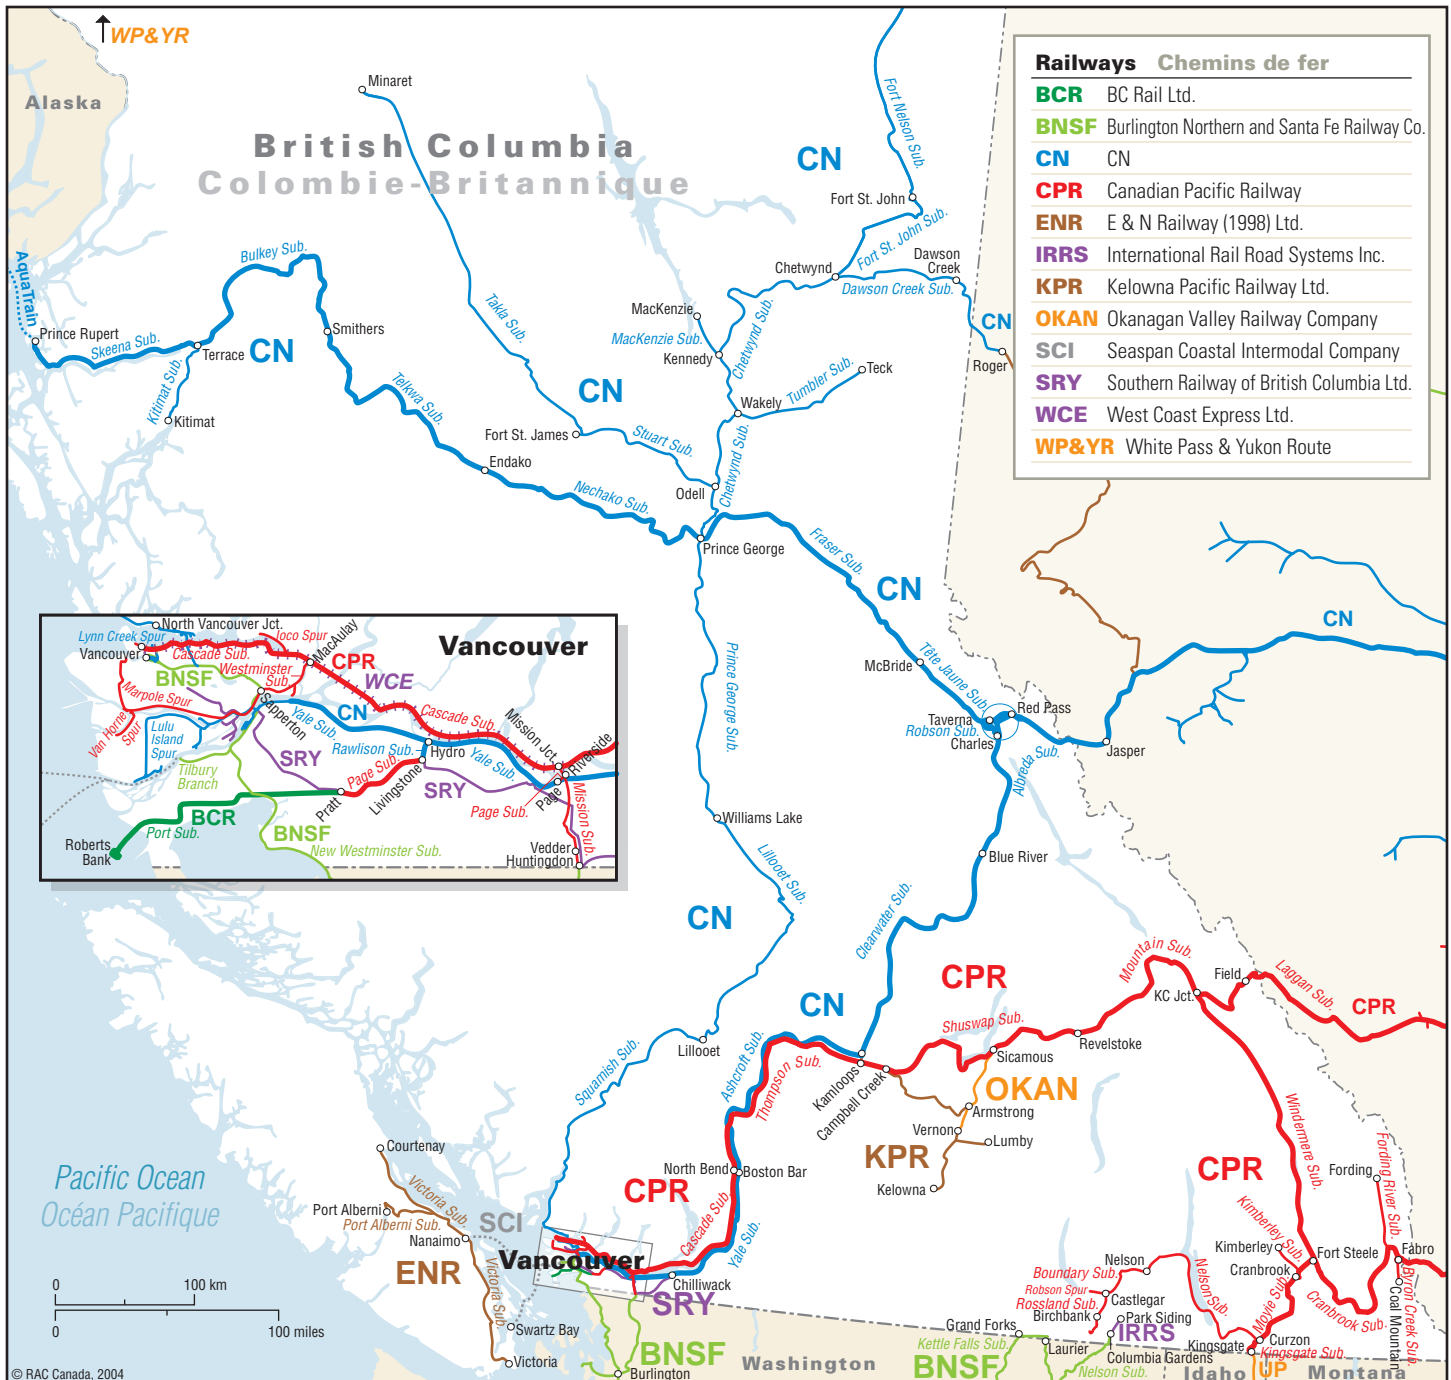 WP&YR
Alaska
British Columbia
Colombie-Britannique
Railways Chemins de fer
BCR BC Rail Ltd.
BNSF Burlington Northern and Santa Fe Railway Co.
CN CN
CPR Canadian Pacific Railway
ENR E & N Railway (1998) Ltd.
IRRS International Rail Road Systems Inc.
KPR Kelowna Pacific Railway Ltd.
OKAN Okanagan Valley Railway Company
SCI Seaspan Coastal Intermodal Company
SRY Southern Railway of British Columbia Ltd.
WCE West Coast Express Ltd.
WP&YR White Pass & Yukon Route
Minaret
CN
Fort Nelson Sub.
Fort St. John
Fort St. John Sub.
Chetwynd
Dawson
Creek
Dawson Creek Sub.
CN
Roger
AquaTrain
Bulkey Sub.
Prince Rupert
Skeena Sub.
Terrace
CN
Smithers
Kitimat Sub.
Kitimat
Telkwa Sub.
Takla Sub.
MacKenzie
MacKenzie Sub.
Kennedy
Chetwynd Sub.
Tumbler Sub.
Teck
Wakely
CN
Fort St. James
Stuart Sub.
Chetwynd Sub.
Endako
Nechako Sub.
Odell
Prince George
Fraser Sub.
CN
CN
McBride
Tête Jaune Sub.
Taverna
Red Pass
Robson Sub.
Charles
Albreda Sub.
Jasper
Prince George Sub.
Vancouver
North Vancouver Jct.
Lynn Creek Spur
Vancouver
Ioco Spur
MacAulay
Cascade Sub.
Westminster
Sub.
CPR
WCE
BNSF
Marpole Spur
Sapperton
Van Horne
Spur
Lulu
Island
Spur
Yale Sub.
CN
Cascade Sub.
Mission Jct.
Riverside
Rawlison Sub.
Hydro
Yale Sub.
SRY
Tilbury
Branch
Page Sub.
Livingstone
SRY
Page
Page Sub.
Mission Sub.
Pratt
BCR
Port Sub.
Roberts
Bank
BNSF
New Westminster Sub.
Vedder
Huntingdon
Williams Lake
Lillooet Sub.
CN
Blue River
Clearwater Sub.
CPR
Mountain Sub.
Field
Laggan Sub.
CPR
KC Jct.
CN
Shuswap Sub.
Revelstoke
Sicamous
Lillooet
Squamish Sub.
Ashcroft Sub.
Thompson Sub.
Kamloops
Campbell Creek
OKAN
Armstrong
Vernon
Lumby
KPR
Kelowna
Windermere Sub.
CPR
Courtenay
Pacific Ocean
Océan Pacifique
Port Alberni
Port Alberni Sub.
Victoria Sub.
Nanaimo
SCI
ENR
Victoria Sub.
Swartz Bay
Victoria
North Bend
Boston Bar
CPR
Cascade Sub.
Yale Sub.
Vancouver
Chilliwack
SRY
BNSF
Burlington
Washington
Fording
Fording River Sub.
Kimberley Sub.
Kimberley
Cranbrook
Fort Steele
Fabro
Nelson
Boundary Sub.
Robson Spur
Rossland Sub.
Castlegar
Birchbank
Park Siding
IRRS
Nelson Sub.
Moyie Sub.
Cranbrook Sub.
Coal Mountain
Byron Creek Sub.
Grand Forks
Kettle Falls Sub.
Laurier
BNSF
Columbia Gardens
Nelson Sub.
Curzon
Kingsgate
Kingsgate Sub.
UP
Idaho
Montana
0 100 km
0 100 miles
© RAC Canada, 2004